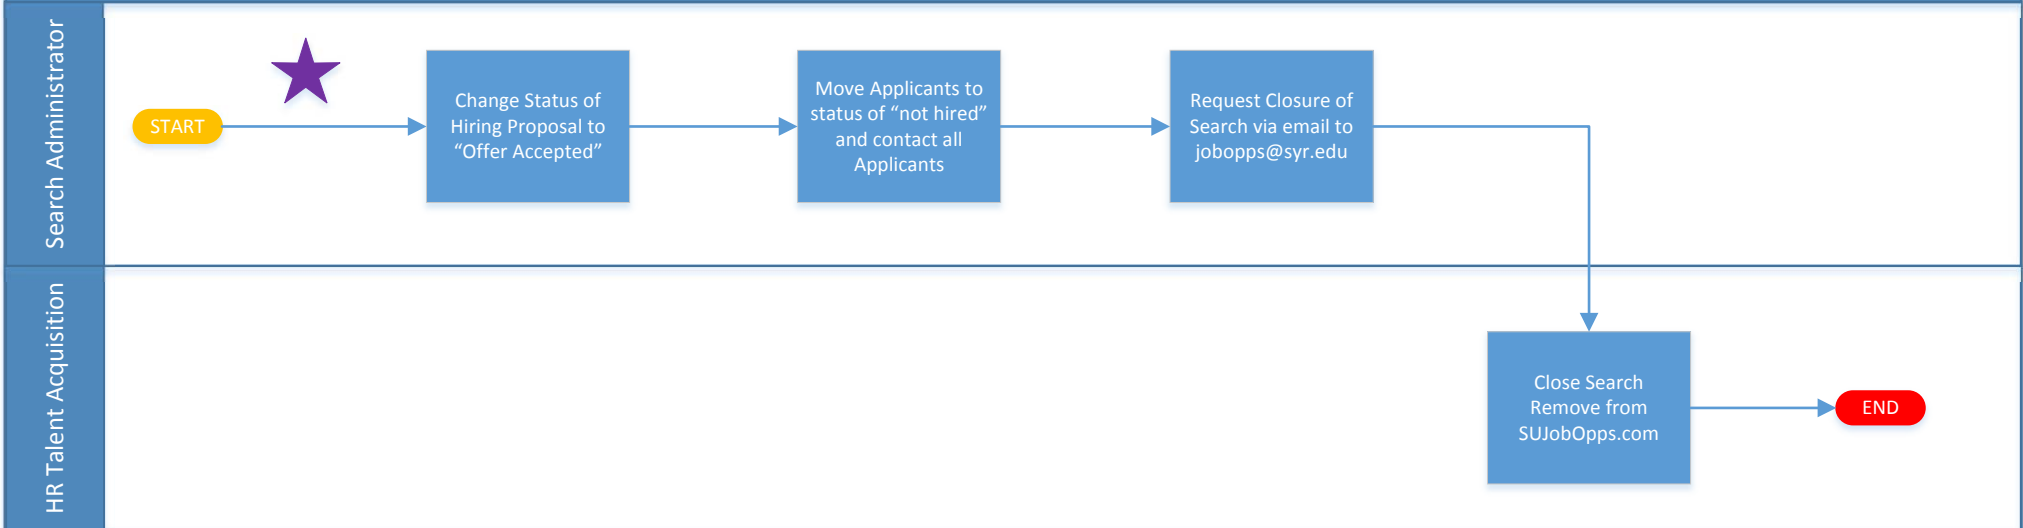 Search Administrator
START
Change Status of
Hiring Proposal to
“Offer Accepted”
Move Applicants to
status of “not hired”
and contact all
Applicants
Request Closure of
Search via email to
jobopps@syr.edu
HR Talent Acquisition
Close Search
Remove from
SUJobOpps.com
END